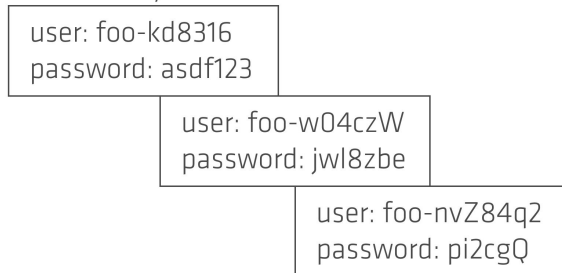 user: foo-kd8316
password: asdf123
user: foo-w04czW
password: jwl8zbe
user: foo-nvZ84q2
password: pi2cgQ